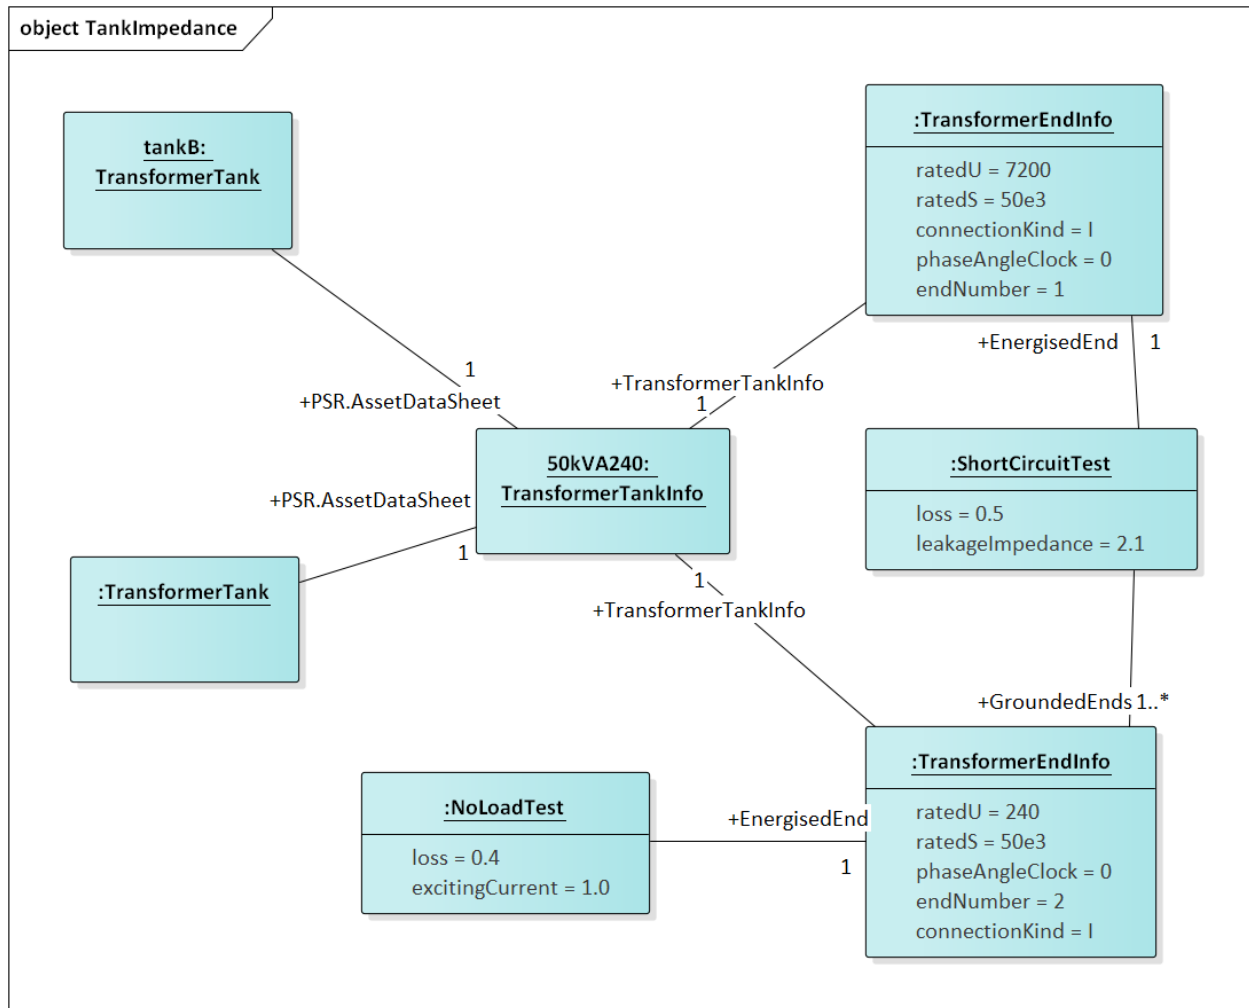 object TankImpedance
tankB:
TransformerTank
:TransformerEndInfo
ratedU = 7200
ratedS = 50e3
connectionKind = I
phaseAngleClock = 0
endNumber = 1
+EnergisedEnd
1
1
+PSR.AssetDataSheet
+TransformerTankInfo
1
50kVA240:
TransformerTankInfo
:ShortCircuitTest
loss = 0.5
leakageImpedance = 2.1
+PSR.AssetDataSheet
1
:TransformerTank
1
+TransformerTankInfo
+GroundedEnds
1..*
:TransformerEndInfo
ratedU = 240
ratedS = 50e3
phaseAngleClock = 0
endNumber = 2
connectionKind = I
:NoLoadTest
loss = 0.4
excitingCurrent = 1.0
+EnergisedEnd
1